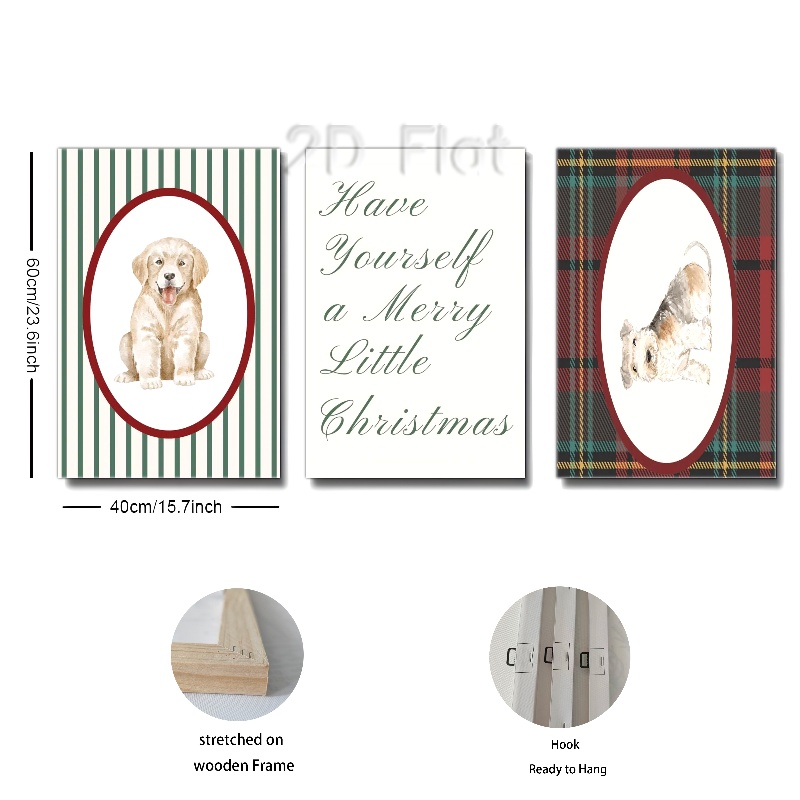 2D Flat
60cm/23.6inch
Have
Yourself
a Merry
Little
Christmas
40cm/15.7inch
stretched on
wooden Frame
Hook
Ready to Hang